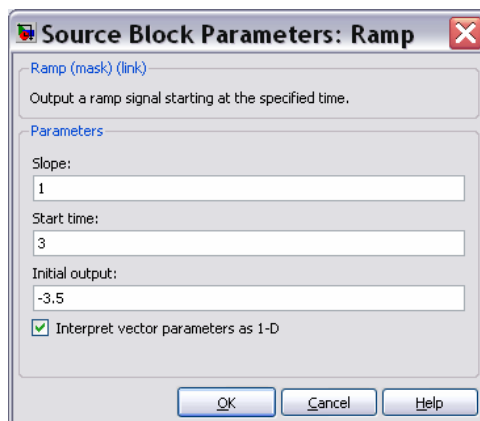 Source Block Parameters: Ramp
Ramp (mask) (link)
Output a ramp signal starting at the specified time.
Parameters
Slope:
1
Start time:
3
Initial output:
-3.5
Interpret vector parameters as 1-D
OK Cancel Help